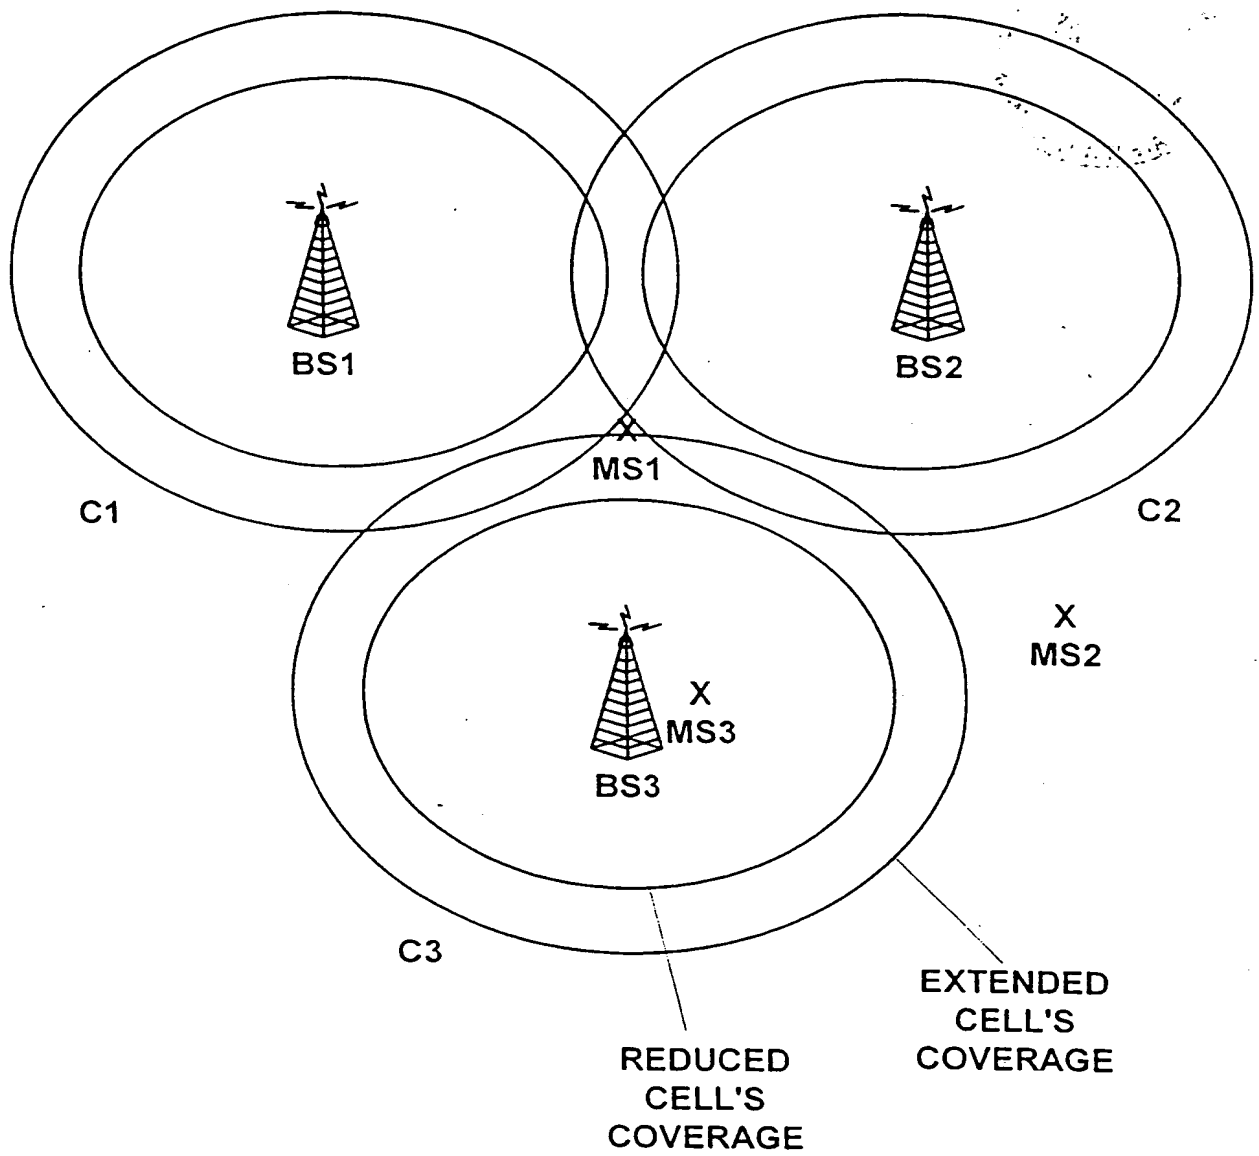 BS1
BS2
MS1
C1
C2
X
MS2
X
MS3
BS3
C3
EXTENDED
CELL'S
COVERAGE
REDUCED
CELL'S
COVERAGE